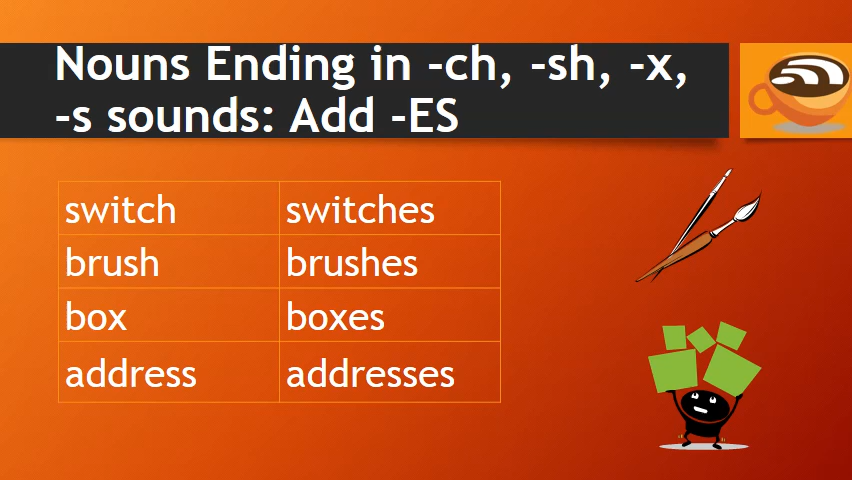 Nouns Ending in -ch, -sh, -x,
-s sounds: Add -ES
switch switches
brush brushes
box boxes
address addresses